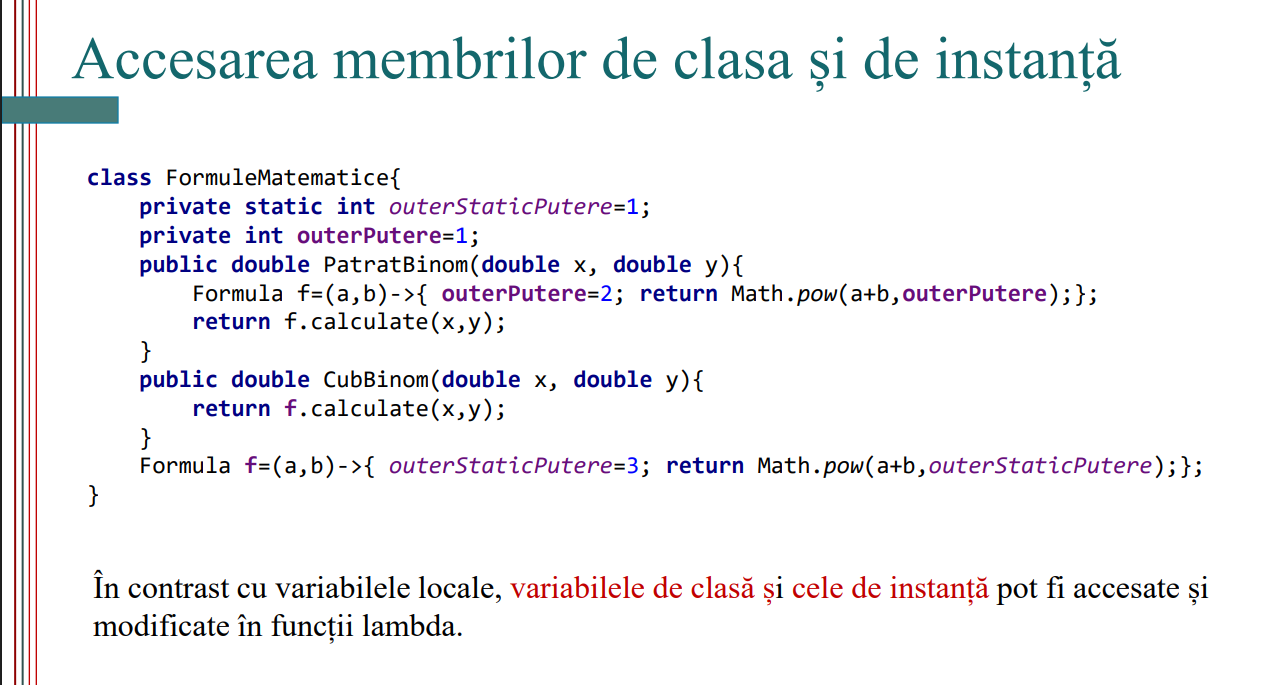 Accesarea membrilor de clasa și de instanță
class FormuleMatematice{
    private static int outerStaticPutere=1;
    private int outerPutere=1;
    public double PatratBinom(double x, double y){
        Formula f=(a,b)->{ outerPutere=2; return Math.pow(a+b,outerPutere);};
        return f.calculate(x,y);
    }
    public double CubBinom(double x, double y){
        return f.calculate(x,y);
    }
    Formula f=(a,b)->{ outerStaticPutere=3; return Math.pow(a+b,outerStaticPutere);};
}
În contrast cu variabilele locale, variabilele de clasă și cele de instanță pot fi accesate și
modificate în funcții lambda.